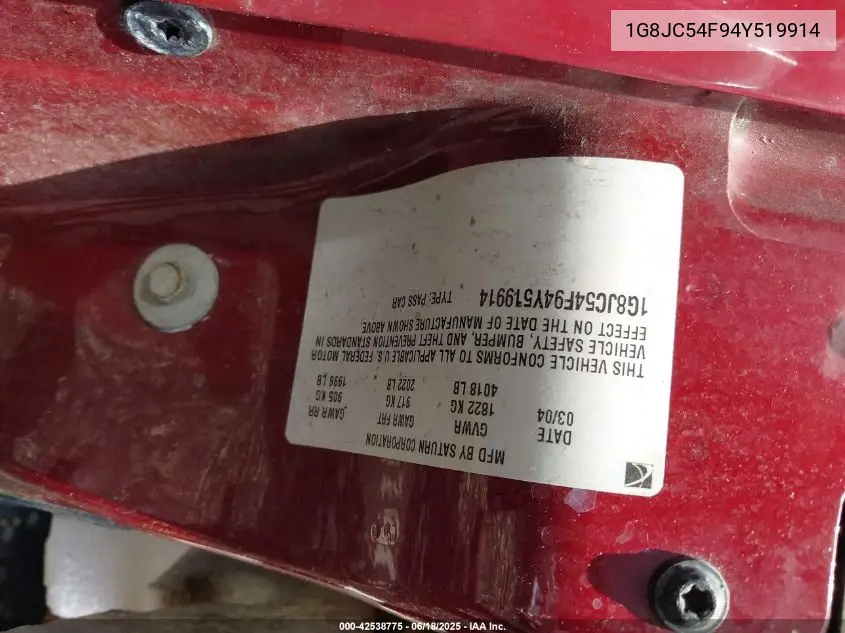 1G8JC54F94Y519914
MFD BY SATURN CORPORATION
DATE GVWR GAWR FRT GAWR RR
03/04 1822 KG 917 KG 905 KG
4018 LB 2022 LB 1996 LB
THIS VEHICLE CONFORMS TO ALL APPLICABLE U.S. FEDERAL MOTOR
VEHICLE SAFETY, BUMPER, AND THEFT PREVENTION STANDARDS IN
EFFECT ON THE DATE OF MANUFACTURE SHOWN ABOVE.
1G8JC54F94Y519914 TYPE: PASS CAR
000-42538775 - 06/18/2025 - IAA Inc.